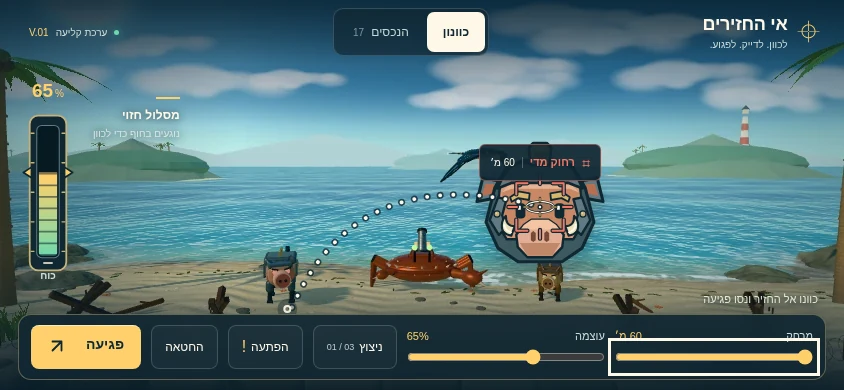 אי החזירים
לכוון. לדייק. לפגוע.
כוונון
הנכסים 17
ערכת קליעה V.01
65%
מסלול חזוי
נוגעים בחוף כדי לכוון
כוח
רחוק מדי | 60 מ׳
כוונו אל החזיר ונסו פגיעה
מרחק 60 מ׳
עוצמה 65%
ניצוץ 01 / 03
הפתעה !
החטאה
פגיעה